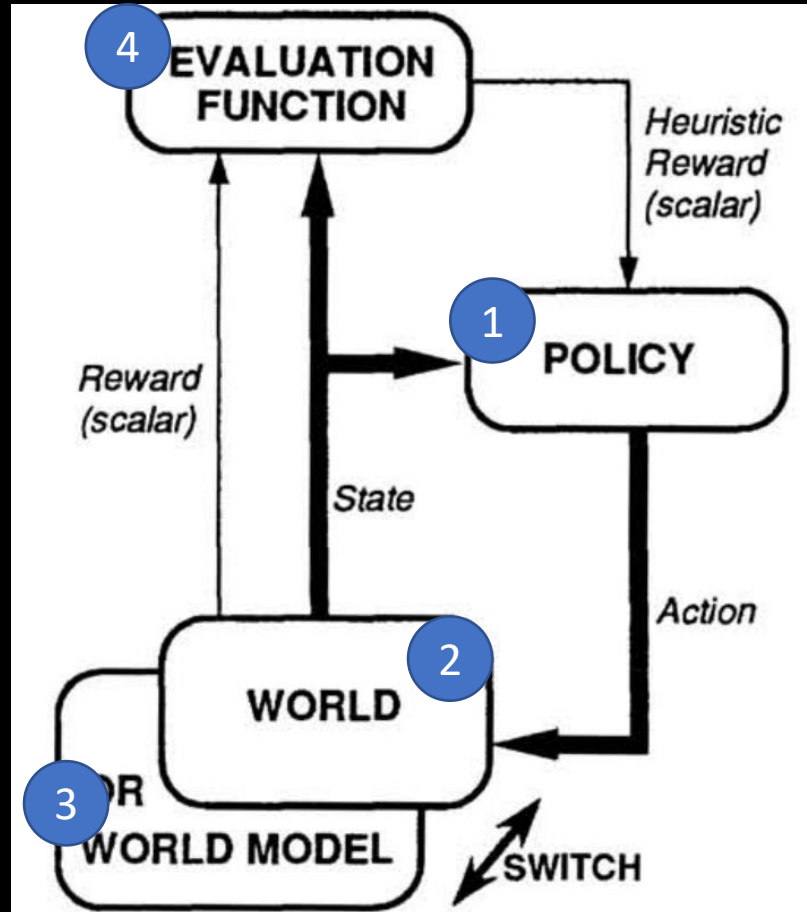 4
EVALUATION
FUNCTION
Heuristic
Reward
(scalar)
1
POLICY
Reward
(scalar)
State
Action
2
WORLD
3
OR
WORLD MODEL
SWITCH